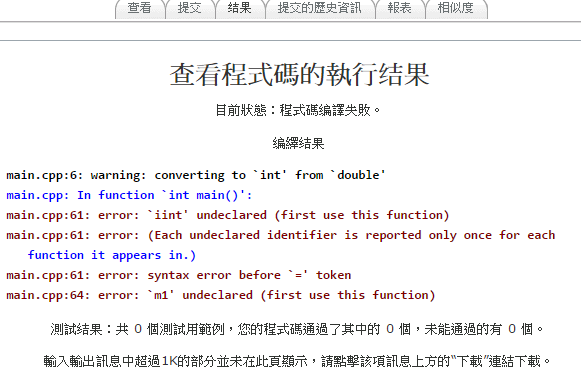 查看 提交 结果 提交的歷史資訊 報表 相似度
查看程式碼的執行结果
目前狀態：程式碼编譯失敗。
编繹结果
main.cpp:6: warning: converting to `int' from `double'
main.cpp: In function `int main()':
main.cpp:61: error: `iint' undeclared (first use this function)
main.cpp:61: error: (Each undeclared identifier is reported only once for each
function it appears in.)
main.cpp:61: error: syntax error before `=' token
main.cpp:64: error: `m1' undeclared (first use this function)
測試结果：共 0 個測試用範例，您的程式碼通過了其中的 0 個，未能通過的有 0 個。
輸入輸出訊息中超過1K的部分並未在此頁顯示，請點擊該項訊息上方的“下載”連结下載。